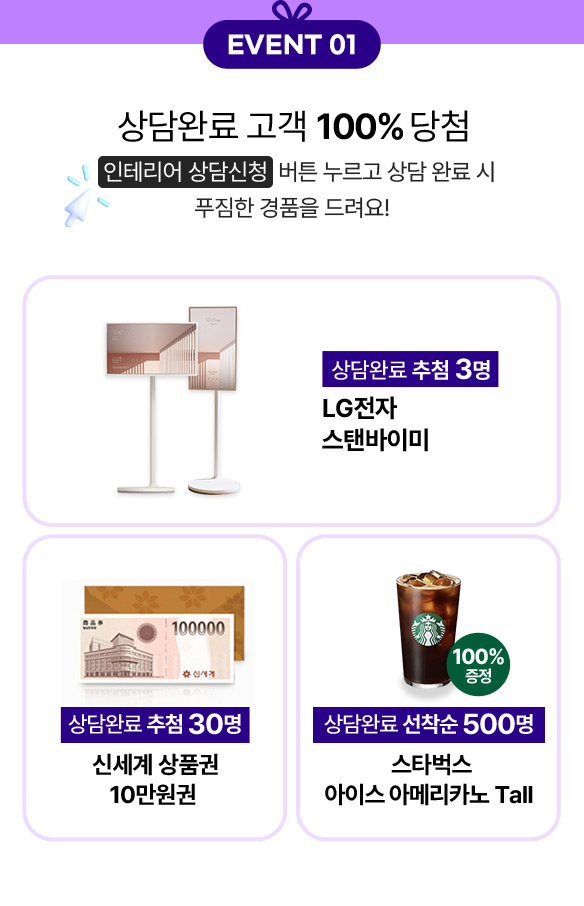 EVENT 01
상담완료 고객 100% 당첨
인테리어 상담신청 버튼 누르고 상담 완료 시
푸짐한 경품을 드려요!
상담완료 추첨 3명
LG전자
스탠바이미
상품권
100000
신세계
상담완료 추첨 30명
신세계 상품권
10만원권
100%
증정
상담완료 선착순 500명
스타벅스
아이스 아메리카노 Tall